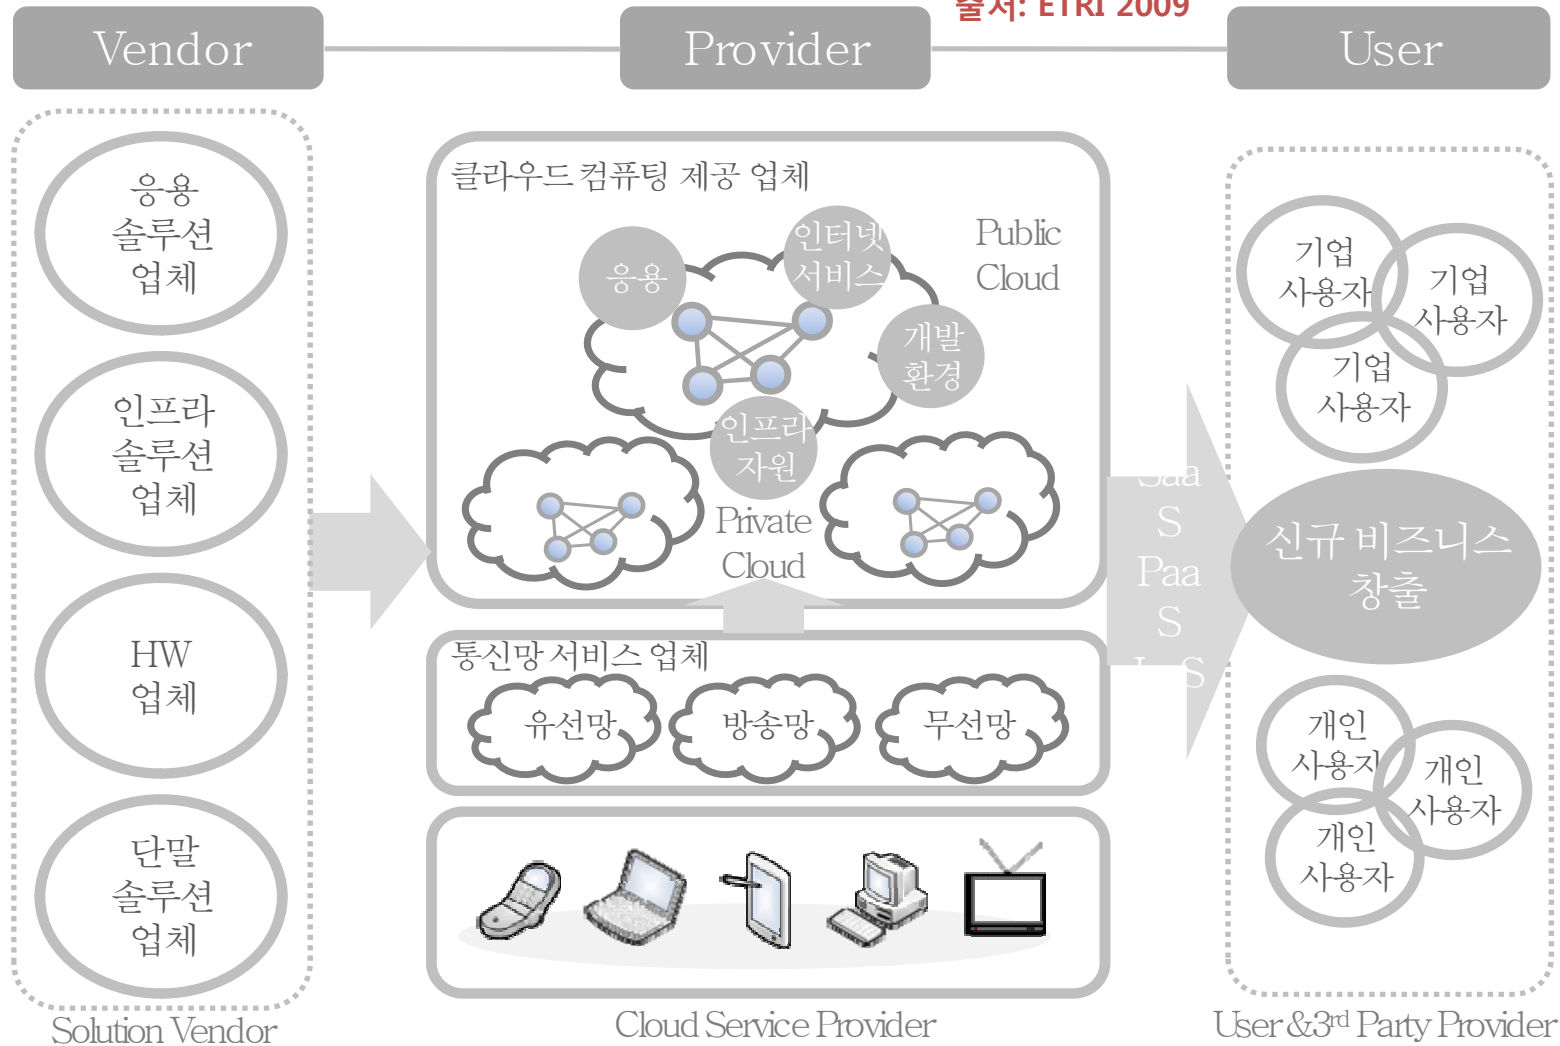 출처: ETRI 2009
Vendor
Provider
User
응용
솔루션
업체
인프라
솔루션
업체
HW
업체
단말
솔루션
업체
Solution Vendor
클라우드 컴퓨팅 제공 업체
Public
Cloud
응용
인터넷
서비스
개발
환경
인프라
자원
Private
Cloud
통신망 서비스 업체
유선망
방송망
무선망
Cloud Service Provider
Saa
S
Paa
S
S
기업
사용자
기업
사용자
기업
사용자
신규 비즈니스
창출
개인
사용자
개인
사용자
개인
사용자
User &3rd Party Provider